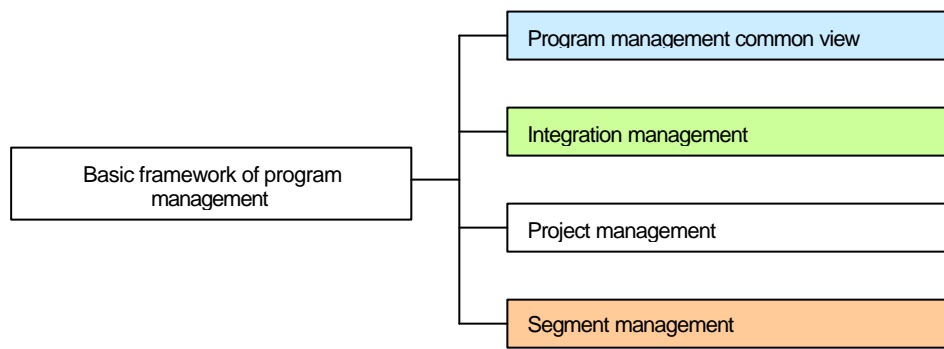 Program management common view
Integration management
Basic framework of program
management
Project management
Segment management